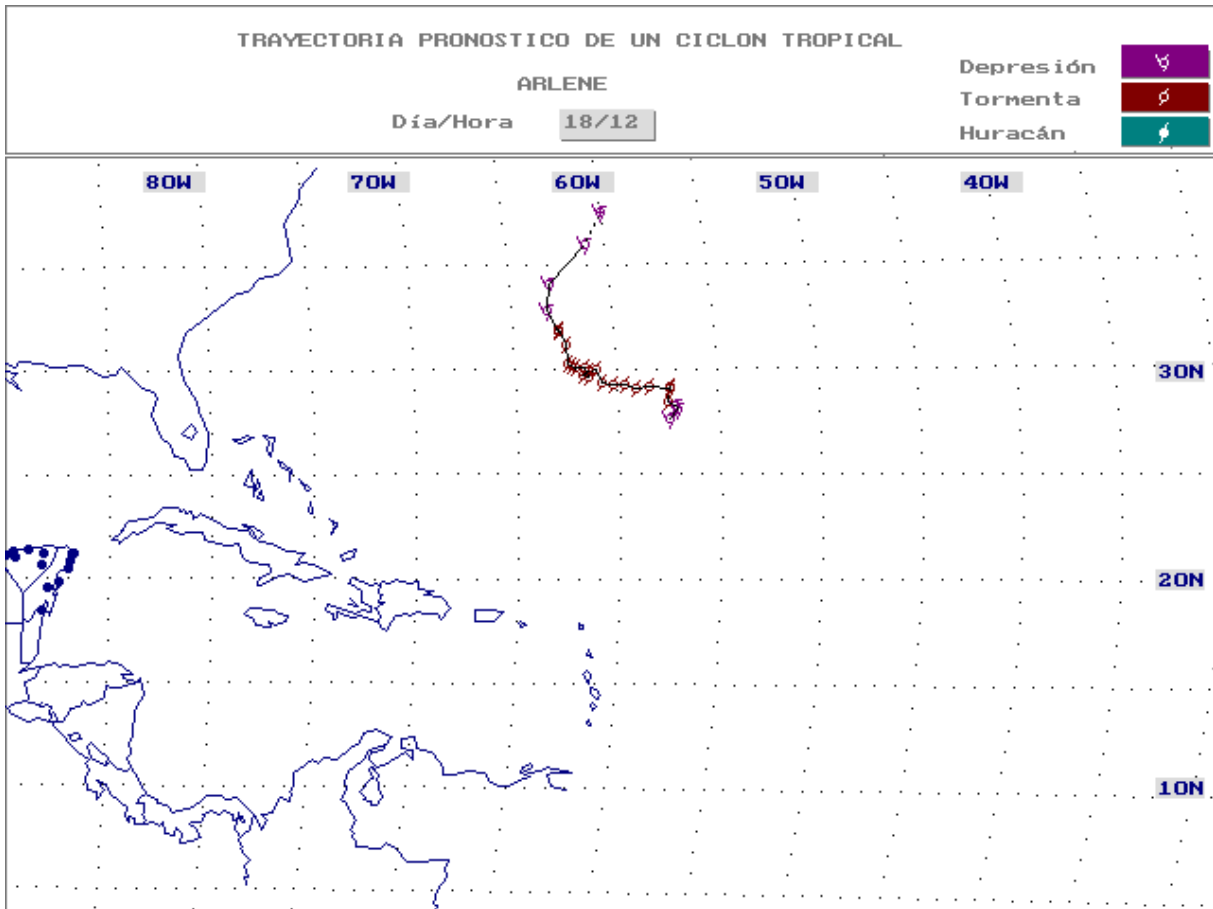 TRAYECTORIA PRONOSTICO DE UN CICLON TROPICAL
ARLENE
Día/Hora 18/12
Depresión
Tormenta
Huracán
80W 70W 60W 50W 40W
30N
20N
10N